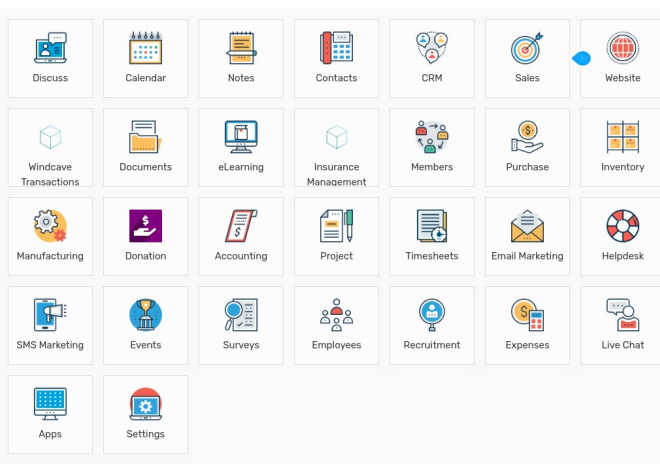 Discuss
Calendar
Notes
Contacts
CRM
Sales
Website
Windcave
Transactions
Documents
eLearning
Insurance
Management
Members
Purchase
Inventory
Manufacturing
Donation
Accounting
Project
Timesheets
Email Marketing
Helpdesk
SMS Marketing
Events
Surveys
Employees
Recruitment
Expenses
Live Chat
Apps
Settings